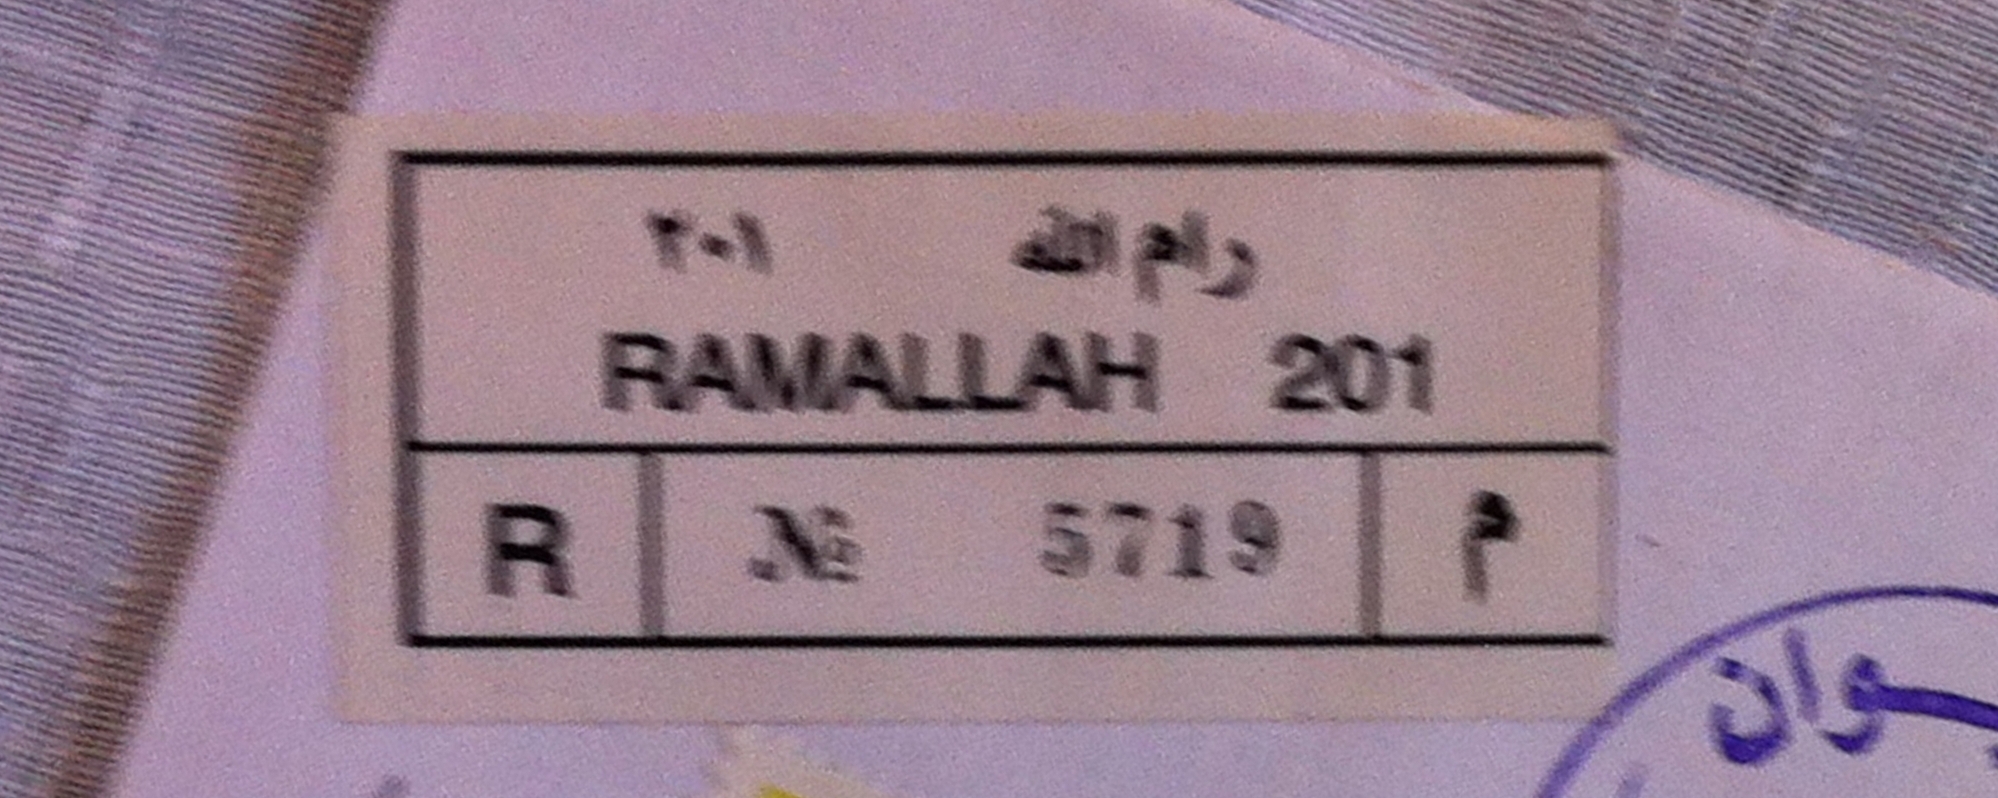 رام الله ٢٠١
RAMALLAH 201
R № 5719 م